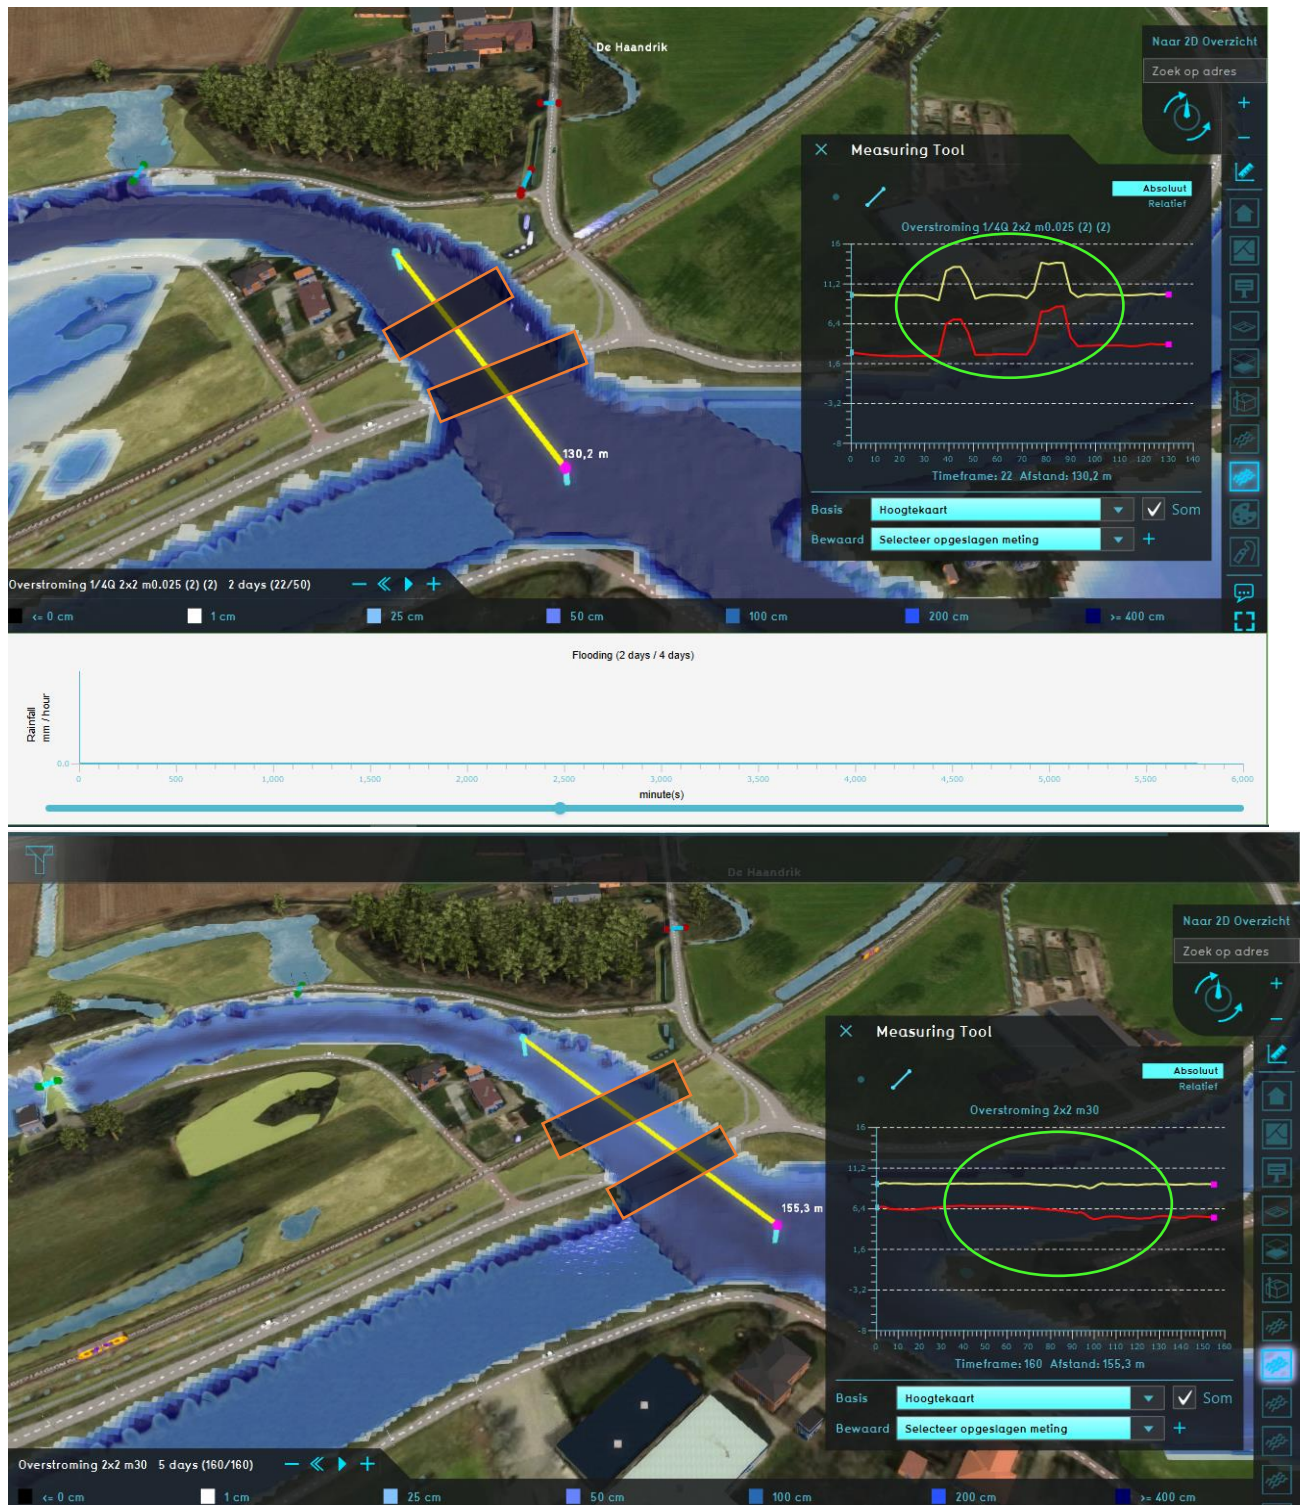 De Haandrik
Naar 2D Overzicht
Zoek op adres
Measuring Tool
Absoluut
Relatief
Overstroming 1/4Q 2x2 m0.025 (2) (2)
16
11,2
6,4
1,6
-3,2
-8
0 10 20 30 40 50 60 70 80 90 100 110 120 130 140
Timeframe: 22 Afstand: 130,2 m
130,2 m
Basis Hoogtekaart Som
Bewaard Selecteer opgeslagen meting
Overstroming 1/4Q 2x2 m0.025 (2) (2) 2 days (22/50)
<= 0 cm 1 cm 25 cm 50 cm 100 cm 200 cm >= 400 cm
Flooding (2 days / 4 days)
Rainfall
mm / hour
0.0
0 500 1,000 1,500 2,000 2,500 3,000 3,500 4,000 4,500 5,000 5,500 6,000
minute(s)
De Haandrik
Naar 2D Overzicht
Zoek op adres
Measuring Tool
Absoluut
Relatief
Overstroming 2x2 m30
16
11,2
6,4
1,6
-3,2
-8
0 10 20 30 40 50 60 70 80 90 100 110 120 130 140 150 160
Timeframe: 160 Afstand: 155,3 m
155,3 m
Basis Hoogtekaart Som
Bewaard Selecteer opgeslagen meting
Overstroming 2x2 m30 5 days (160/160)
<= 0 cm 1 cm 25 cm 50 cm 100 cm 200 cm >= 400 cm